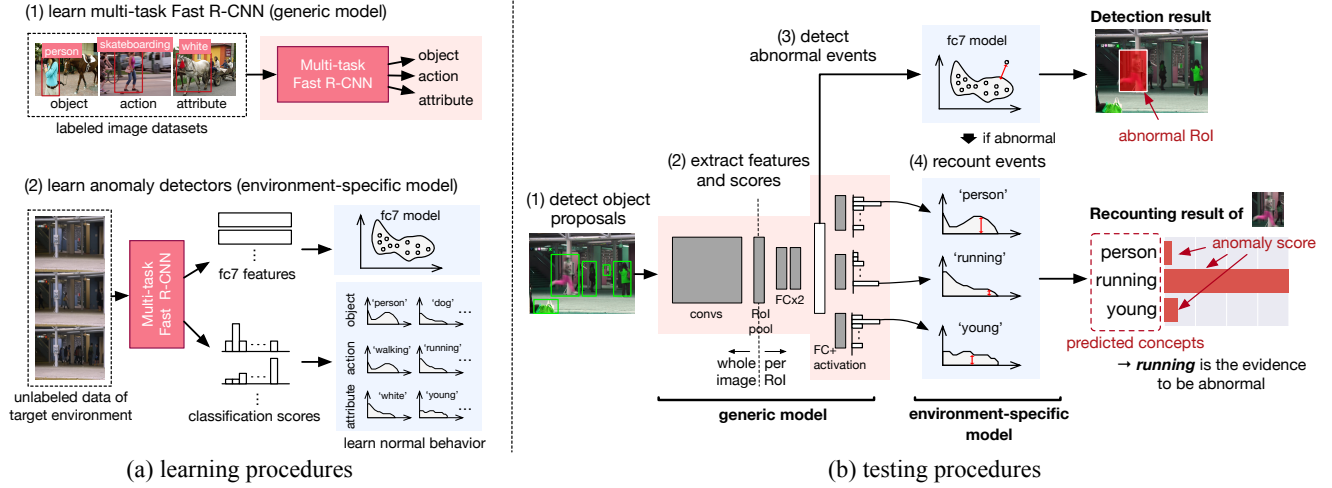 (1) learn multi-task Fast R-CNN (generic model)
person
skateboarding
white
object
action
attribute
labeled image datasets
Multi-task
Fast R-CNN
object
action
attribute
(2) learn anomaly detectors (environment-specific model)
unlabeled data of
target environment
Multi-task
Fast R-CNN
fc7 features
classification scores
fc7 model
object
'person'
'dog'
action
'walking'
'running'
attribute
'white'
'young'
learn normal behavior
(a) learning procedures
(1) detect object
proposals
(2) extract features
and scores
convs
RoI
pool
FCx2
FC+
activation
whole
image
per
RoI
generic model
(3) detect
abnormal events
fc7 model
if abnormal
(4) recount events
'person'
'running'
'young'
environment-specific
model
Detection result
abnormal RoI
Recounting result of
anomaly score
person
running
young
predicted concepts
→ running is the evidence
to be abnormal
(b) testing procedures